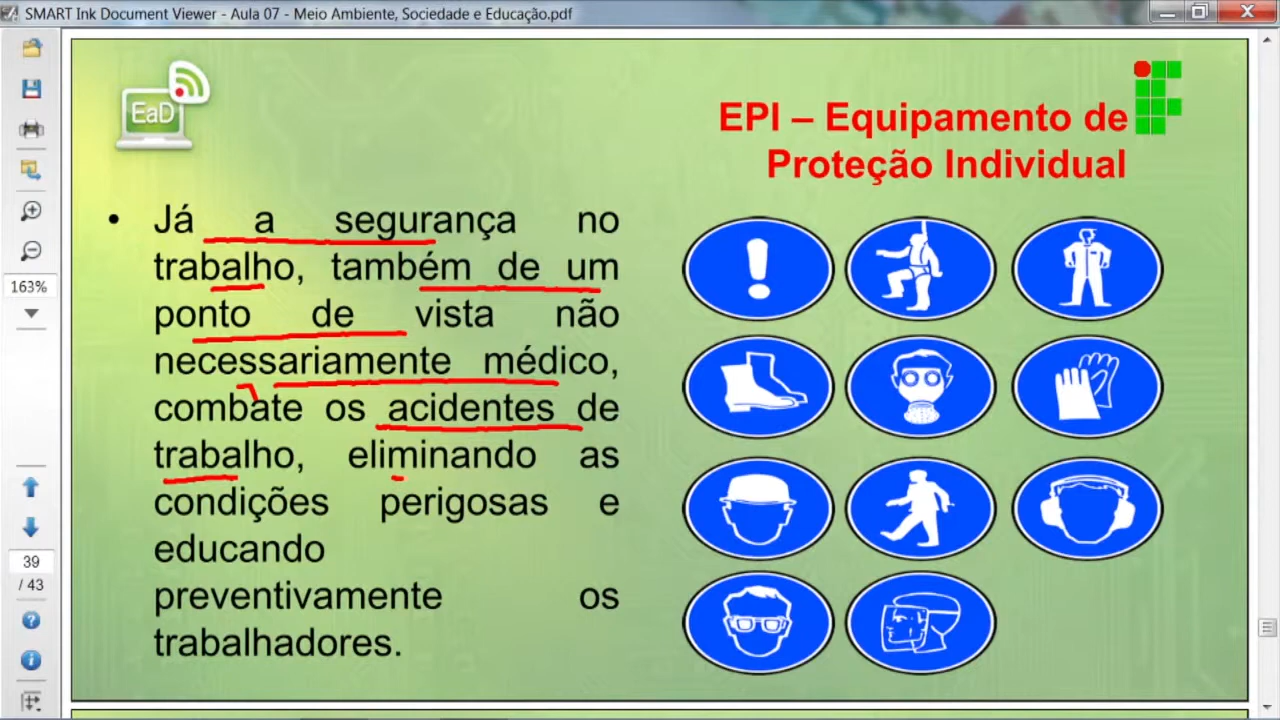 SMART Ink Document Viewer - Aula 07 - Meio Ambiente, Sociedade e Educação.pdf
EaD
EPI – Equipamento de
Proteção Individual
• Já a segurança no
trabalho, também de um
ponto de vista não
necessariamente médico,
combate os acidentes de
trabalho, eliminando as
condições perigosas e
educando
preventivamente os
trabalhadores.
163%
39
/ 43